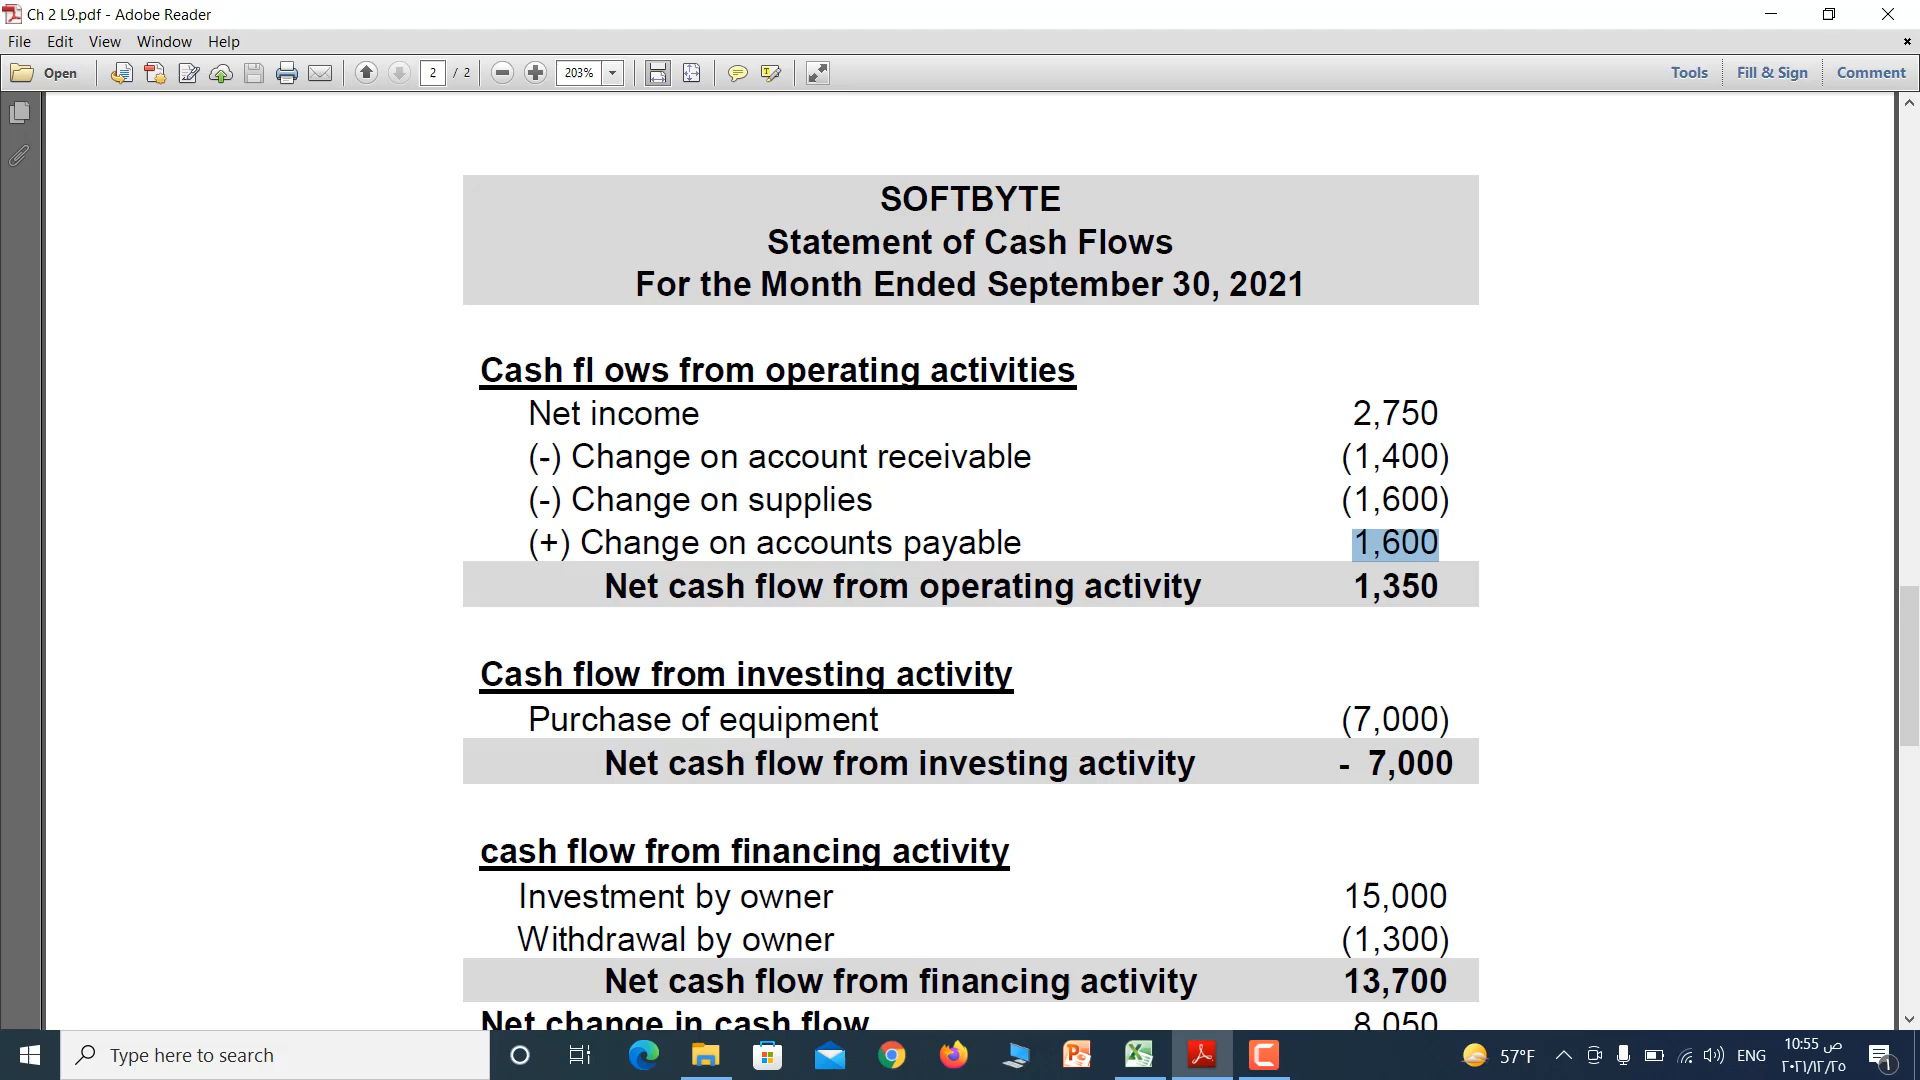 Ch 2 L9.pdf - Adobe Reader
File Edit View Window Help
Open 2 / 2 203% Tools Fill & Sign Comment
SOFTBYTE
Statement of Cash Flows
For the Month Ended September 30, 2021
Cash fl ows from operating activities
Net income 2,750
(-) Change on account receivable (1,400)
(-) Change on supplies (1,600)
(+) Change on accounts payable 1,600
Net cash flow from operating activity 1,350
Cash flow from investing activity
Purchase of equipment (7,000)
Net cash flow from investing activity - 7,000
cash flow from financing activity
Investment by owner 15,000
Withdrawal by owner (1,300)
Net cash flow from financing activity 13,700
Net change in cash flow 8,050
Type here to search 57°F ENG
10:55 ص
٢٠٢١/١٢/٢٥
١